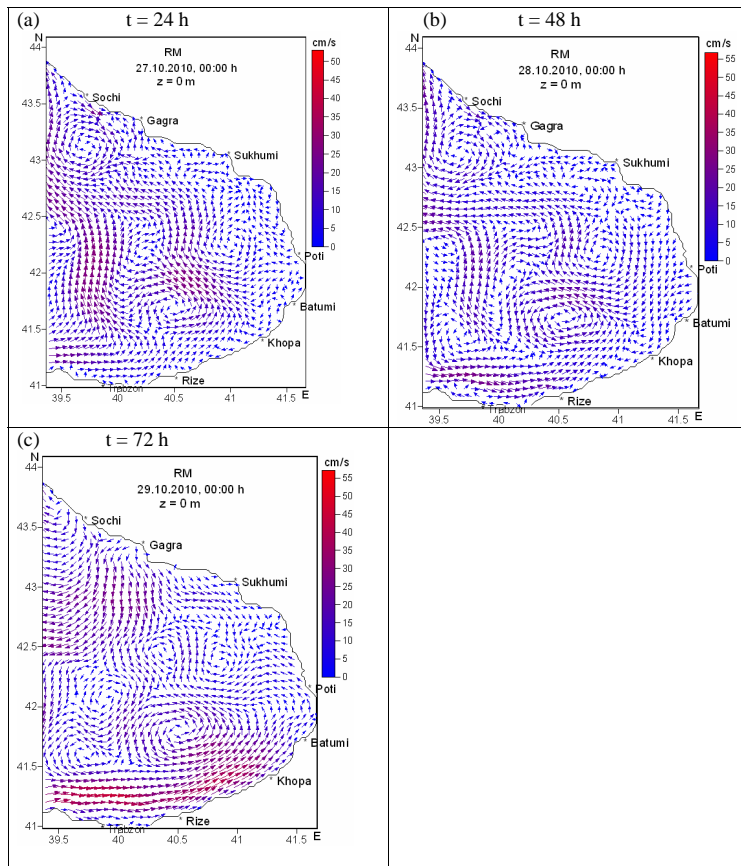 (a) t = 24 h
N
44
43.5
43
42.5
42
41.5
41
39.5 40 40.5 41 41.5
E
RM
27.10.2010, 00:00 h
z = 0 m
Sochi
Gagra
Sukhumi
Poti
Batumi
Khopa
Rize
Trabzon
cm/s
50
45
40
35
30
25
20
15
10
5
0
(b) t = 48 h
N
44
43.5
43
42.5
42
41.5
41
39.5 40 40.5 41 41.5
E
RM
28.10.2010, 00:00 h
z = 0 m
Sochi
Gagra
Sukhumi
Poti
Batumi
Khopa
Rize
Trabzon
cm/s
55
50
45
40
35
30
25
20
15
10
5
0
(c) t = 72 h
N
44
43.5
43
42.5
42
41.5
41
39.5 40 40.5 41 41.5
E
RM
29.10.2010, 00:00 h
z = 0 m
Sochi
Gagra
Sukhumi
Poti
Batumi
Khopa
Rize
Trabzon
cm/s
55
50
45
40
35
30
25
20
15
10
5
0